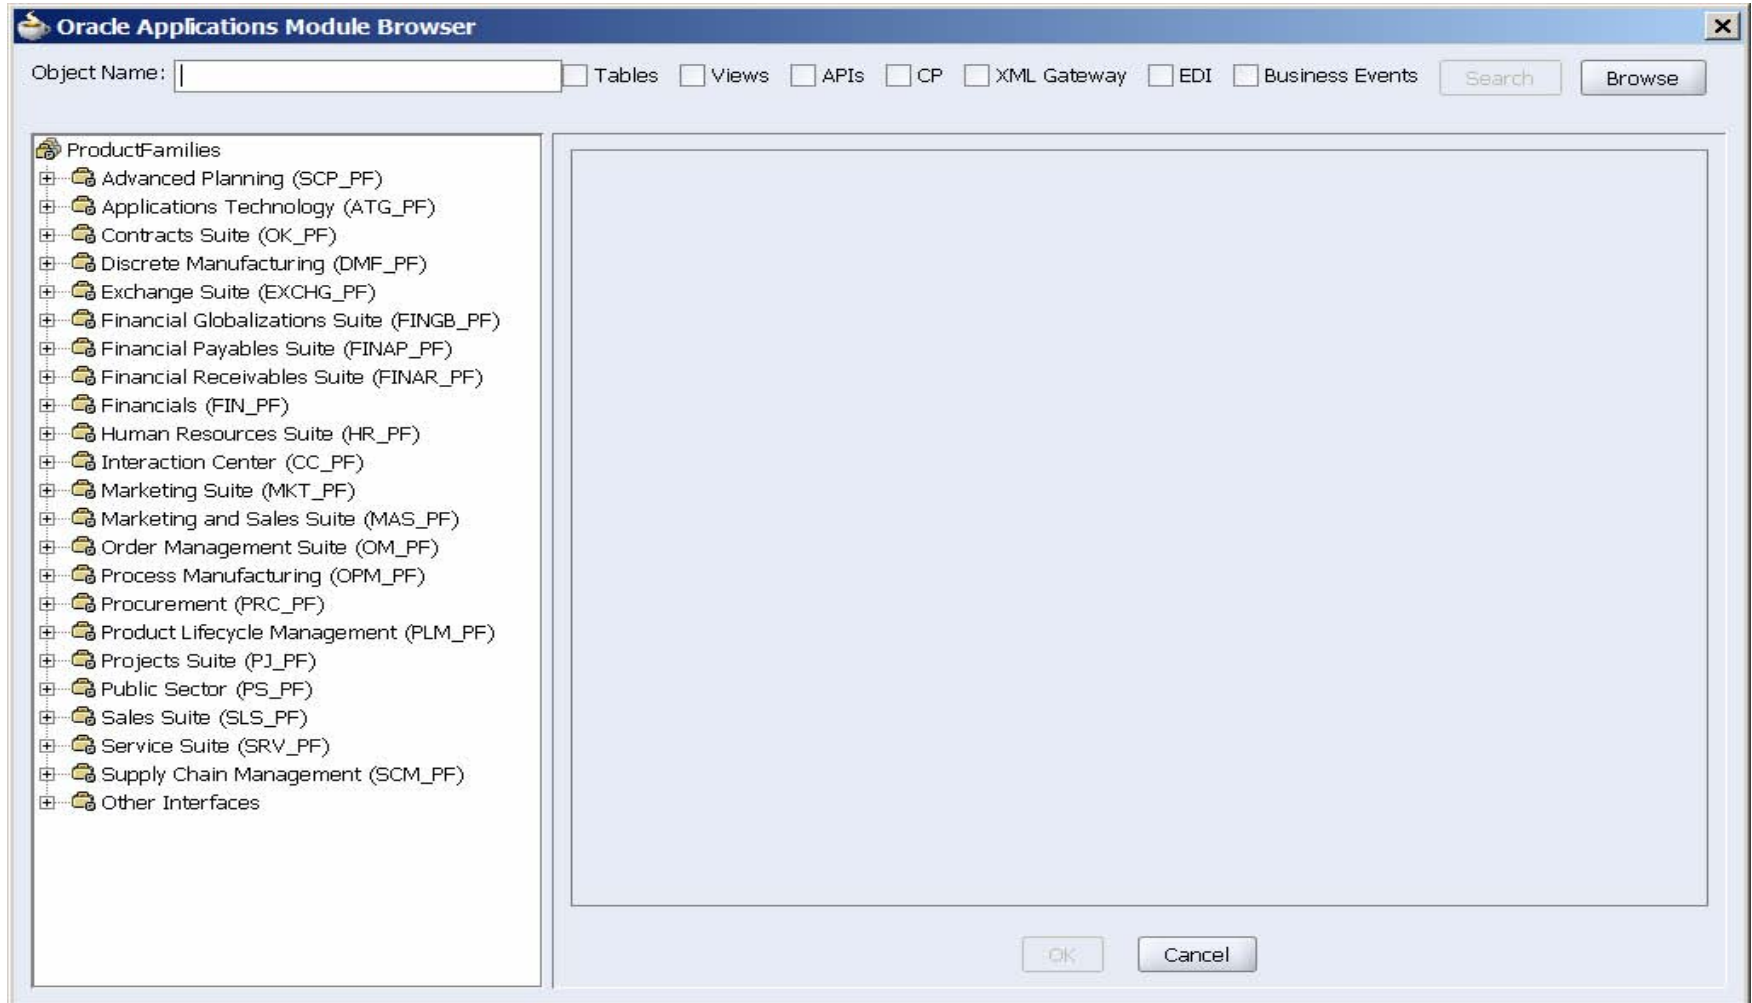 Oracle Applications Module Browser
Object Name: Tables Views APIs CP XML Gateway EDI Business Events Search Browse
ProductFamilies
Advanced Planning (SCP_PF)
Applications Technology (ATG_PF)
Contracts Suite (OK_PF)
Discrete Manufacturing (DMF_PF)
Exchange Suite (EXCHG_PF)
Financial Globalizations Suite (FINGB_PF)
Financial Payables Suite (FINAP_PF)
Financial Receivables Suite (FINAR_PF)
Financials (FIN_PF)
Human Resources Suite (HR_PF)
Interaction Center (CC_PF)
Marketing Suite (MKT_PF)
Marketing and Sales Suite (MAS_PF)
Order Management Suite (OM_PF)
Process Manufacturing (OPM_PF)
Procurement (PRC_PF)
Product Lifecycle Management (PLM_PF)
Projects Suite (PJ_PF)
Public Sector (PS_PF)
Sales Suite (SLS_PF)
Service Suite (SRV_PF)
Supply Chain Management (SCM_PF)
Other Interfaces
OK Cancel